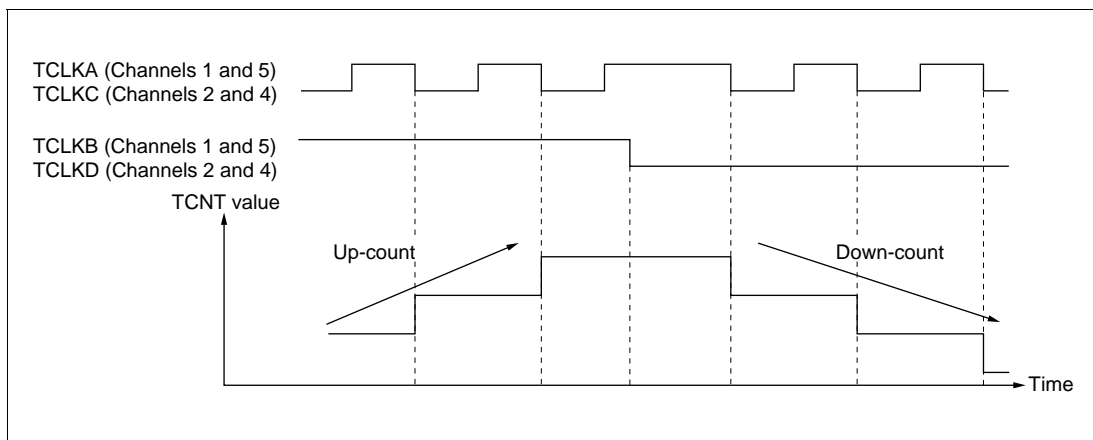 TCLKA (Channels 1 and 5)
TCLKC (Channels 2 and 4)
TCLKB (Channels 1 and 5)
TCLKD (Channels 2 and 4)
TCNT value
Up-count
Down-count
Time